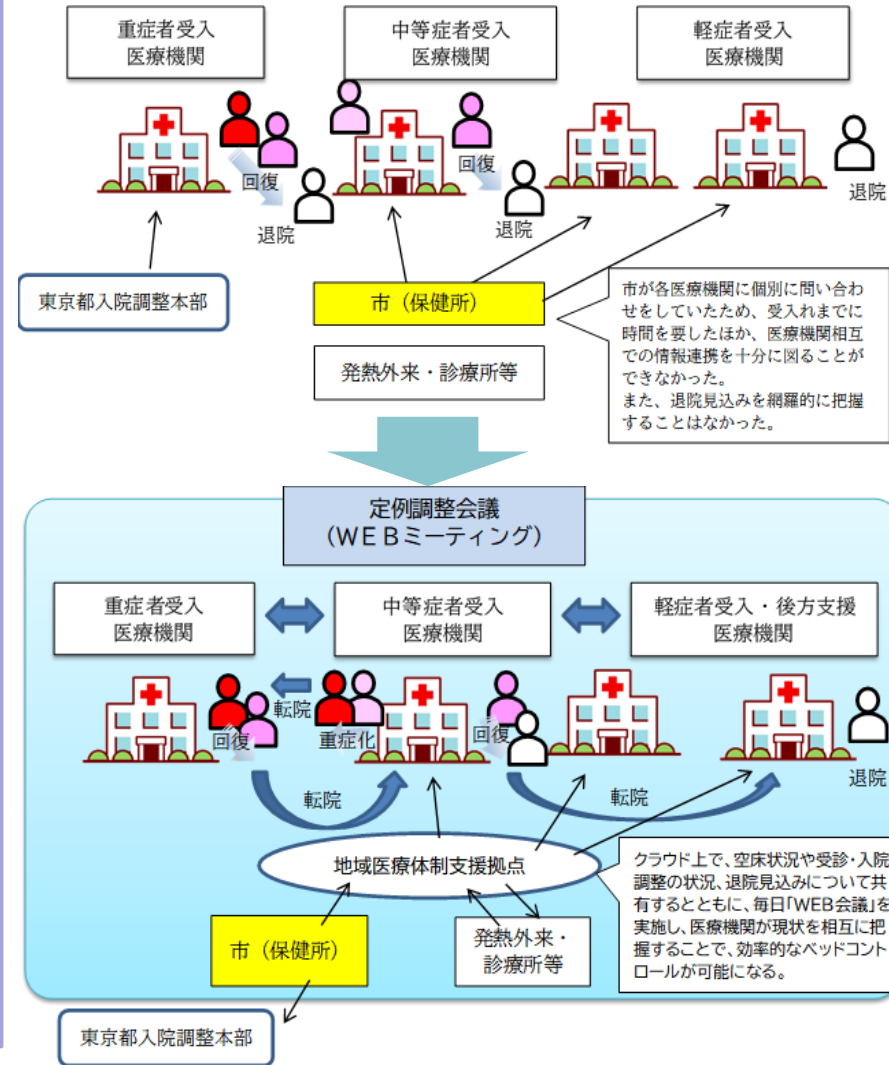 重症者受入
医療機関
中等症者受入
医療機関
軽症者受入
医療機関
回復
退院
回復
退院
退院
東京都入院調整本部
市（保健所）
発熱外来・診療所等
市が各医療機関に個別に問い合わ
せをしていたため、受入れまでに
時間を要したほか、医療機関相互
での情報連携を十分に図ることが
できなかった。
また、退院見込みを網羅的に把握
することはなかった。
定例調整会議
（ＷＥＢミーティング）
重症者受入
医療機関
中等症者受入
医療機関
軽症者受入・後方支援
医療機関
転院
回復
重症化
回復
転院
転院
退院
地域医療体制支援拠点
市（保健所）
発熱外来・
診療所等
クラウド上で、空床状況や受診・入院
調整の状況、退院見込みについて共
有するとともに、毎日「WEB会議」を
実施し、医療機関が現状を相互に把
握することで、効率的なベッドコント
ロールが可能になる。
東京都入院調整本部